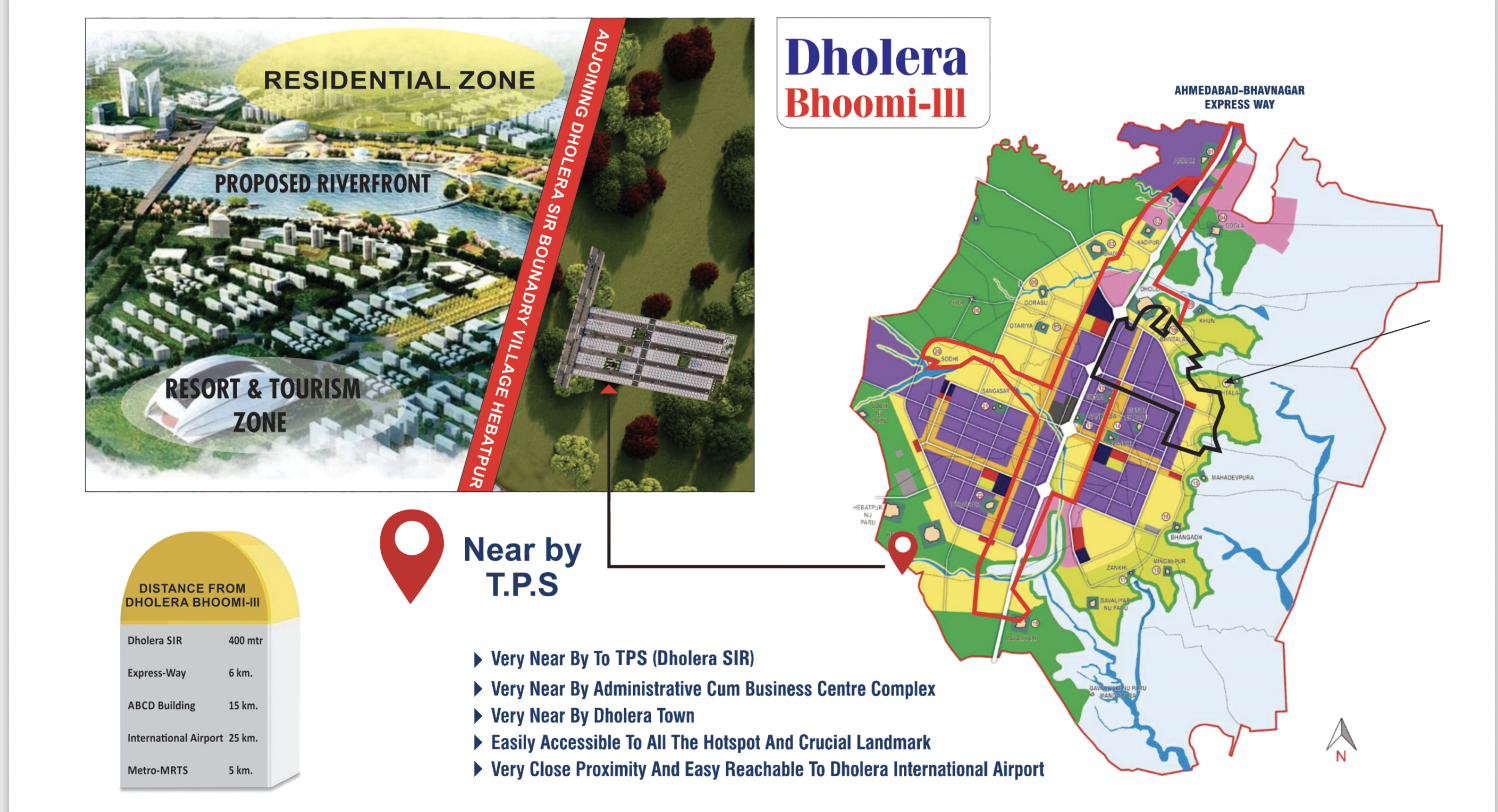 RESIDENTIAL ZONE
PROPOSED RIVERFRONT
RESORT & TOURISM
ZONE
ADJOINING DHOLERA SIR BOUNADRY VILLAGE HEBATPUR
Dholera
Bhoomi-III
AHMEDABAD-BHAVNAGAR
EXPRESS WAY
KADIPUR
GORASU
OTARIYA
SODHI
SANGASAR
KHUN
MAHADEVPURA
BHANGADH
MINGALPUR
ZANKHI
BAVALIYARI
NU PARU
HEBATPUR
NU
PARU
Near by
T.P.S
DISTANCE FROM
DHOLERA BHOOMI-III
Dholera SIR 400 mtr
Express-Way 6 km.
ABCD Building 15 km.
International Airport 25 km.
Metro-MRTS 5 km.
Very Near By To TPS (Dholera SIR)
Very Near By Administrative Cum Business Centre Complex
Very Near By Dholera Town
Easily Accessible To All The Hotspot And Crucial Landmark
Very Close Proximity And Easy Reachable To Dholera International Airport
N